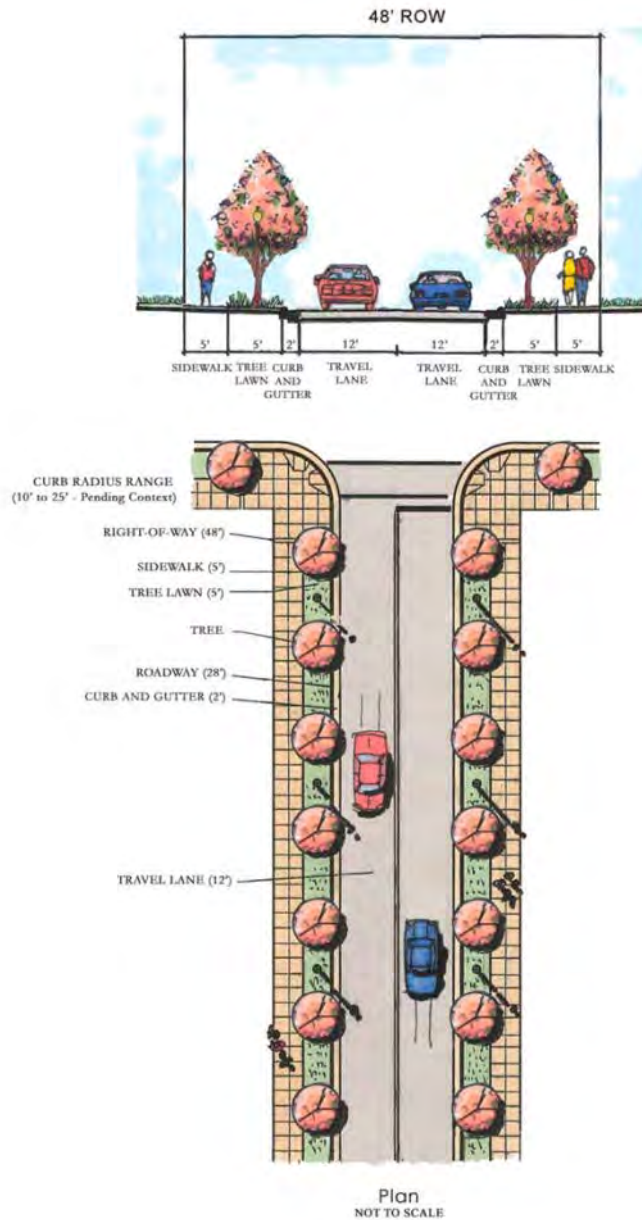 48' ROW
5' 5' 2' 12' 12' 2' 5' 5'
SIDEWALK TREE CURB TRAVEL TRAVEL CURB TREE SIDEWALK
LAWN AND LANE LANE AND LAWN
GUTTER GUTTER
CURB RADIUS RANGE
(10' to 25' - Pending Context)
RIGHT-OF-WAY (48')
SIDEWALK (5')
TREE LAWN (5')
TREE
ROADWAY (28')
CURB AND GUTTER (2')
TRAVEL LANE (12')
Plan
NOT TO SCALE